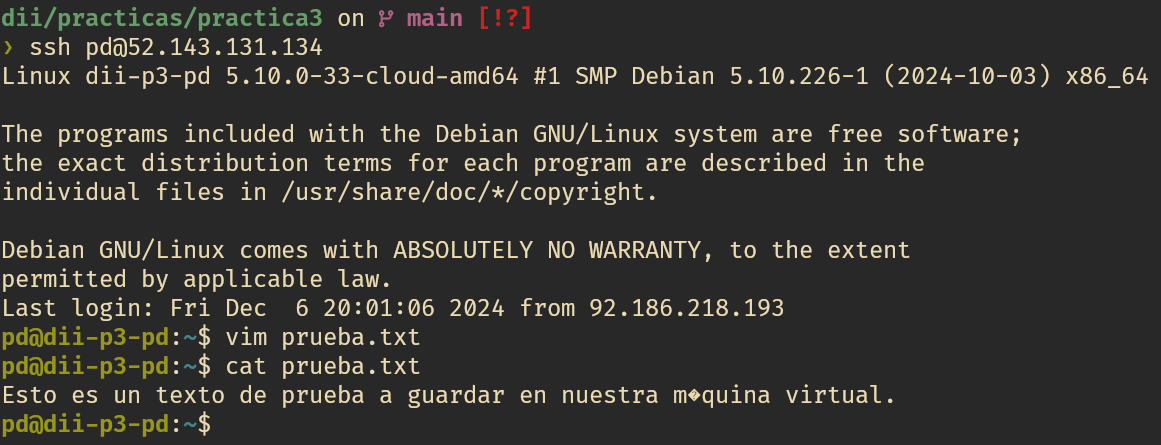 dii/practicas/practica3 on  main [!?]
❯ ssh pd@52.143.131.134
Linux dii-p3-pd 5.10.0-33-cloud-amd64 #1 SMP Debian 5.10.226-1 (2024-10-03) x86_64
The programs included with the Debian GNU/Linux system are free software;
the exact distribution terms for each program are described in the
individual files in /usr/share/doc/*/copyright.
Debian GNU/Linux comes with ABSOLUTELY NO WARRANTY, to the extent
permitted by applicable law.
Last login: Fri Dec  6 20:01:06 2024 from 92.186.218.193
pd@dii-p3-pd:~$ vim prueba.txt
pd@dii-p3-pd:~$ cat prueba.txt
Esto es un texto de prueba a guardar en nuestra m�quina virtual.
pd@dii-p3-pd:~$